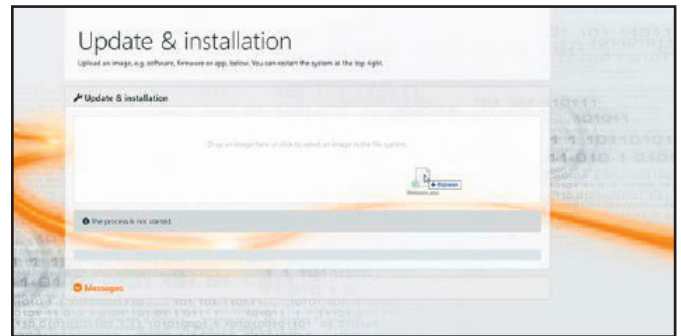 Update & installation
Upload an image, e.g. software, firmware or app, below. You can restart the system at the top right.
Update & installation
Drop an image here or click to select an image in the file system.
The process is not started.
Messages